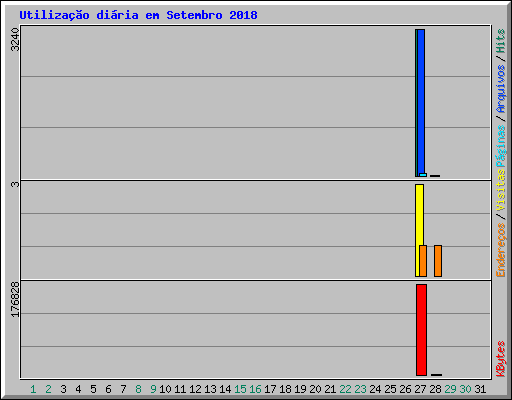 Utilização diária em Setembro 2018
3240
3
176828
Páginas / Arquivos / Hits
Endereços / Visitas
KBytes
1 2 3 4 5 6 7 8 9 10 11 12 13 14 15 16 17 18 19 20 21 22 23 24 25 26 27 28 29 30 31